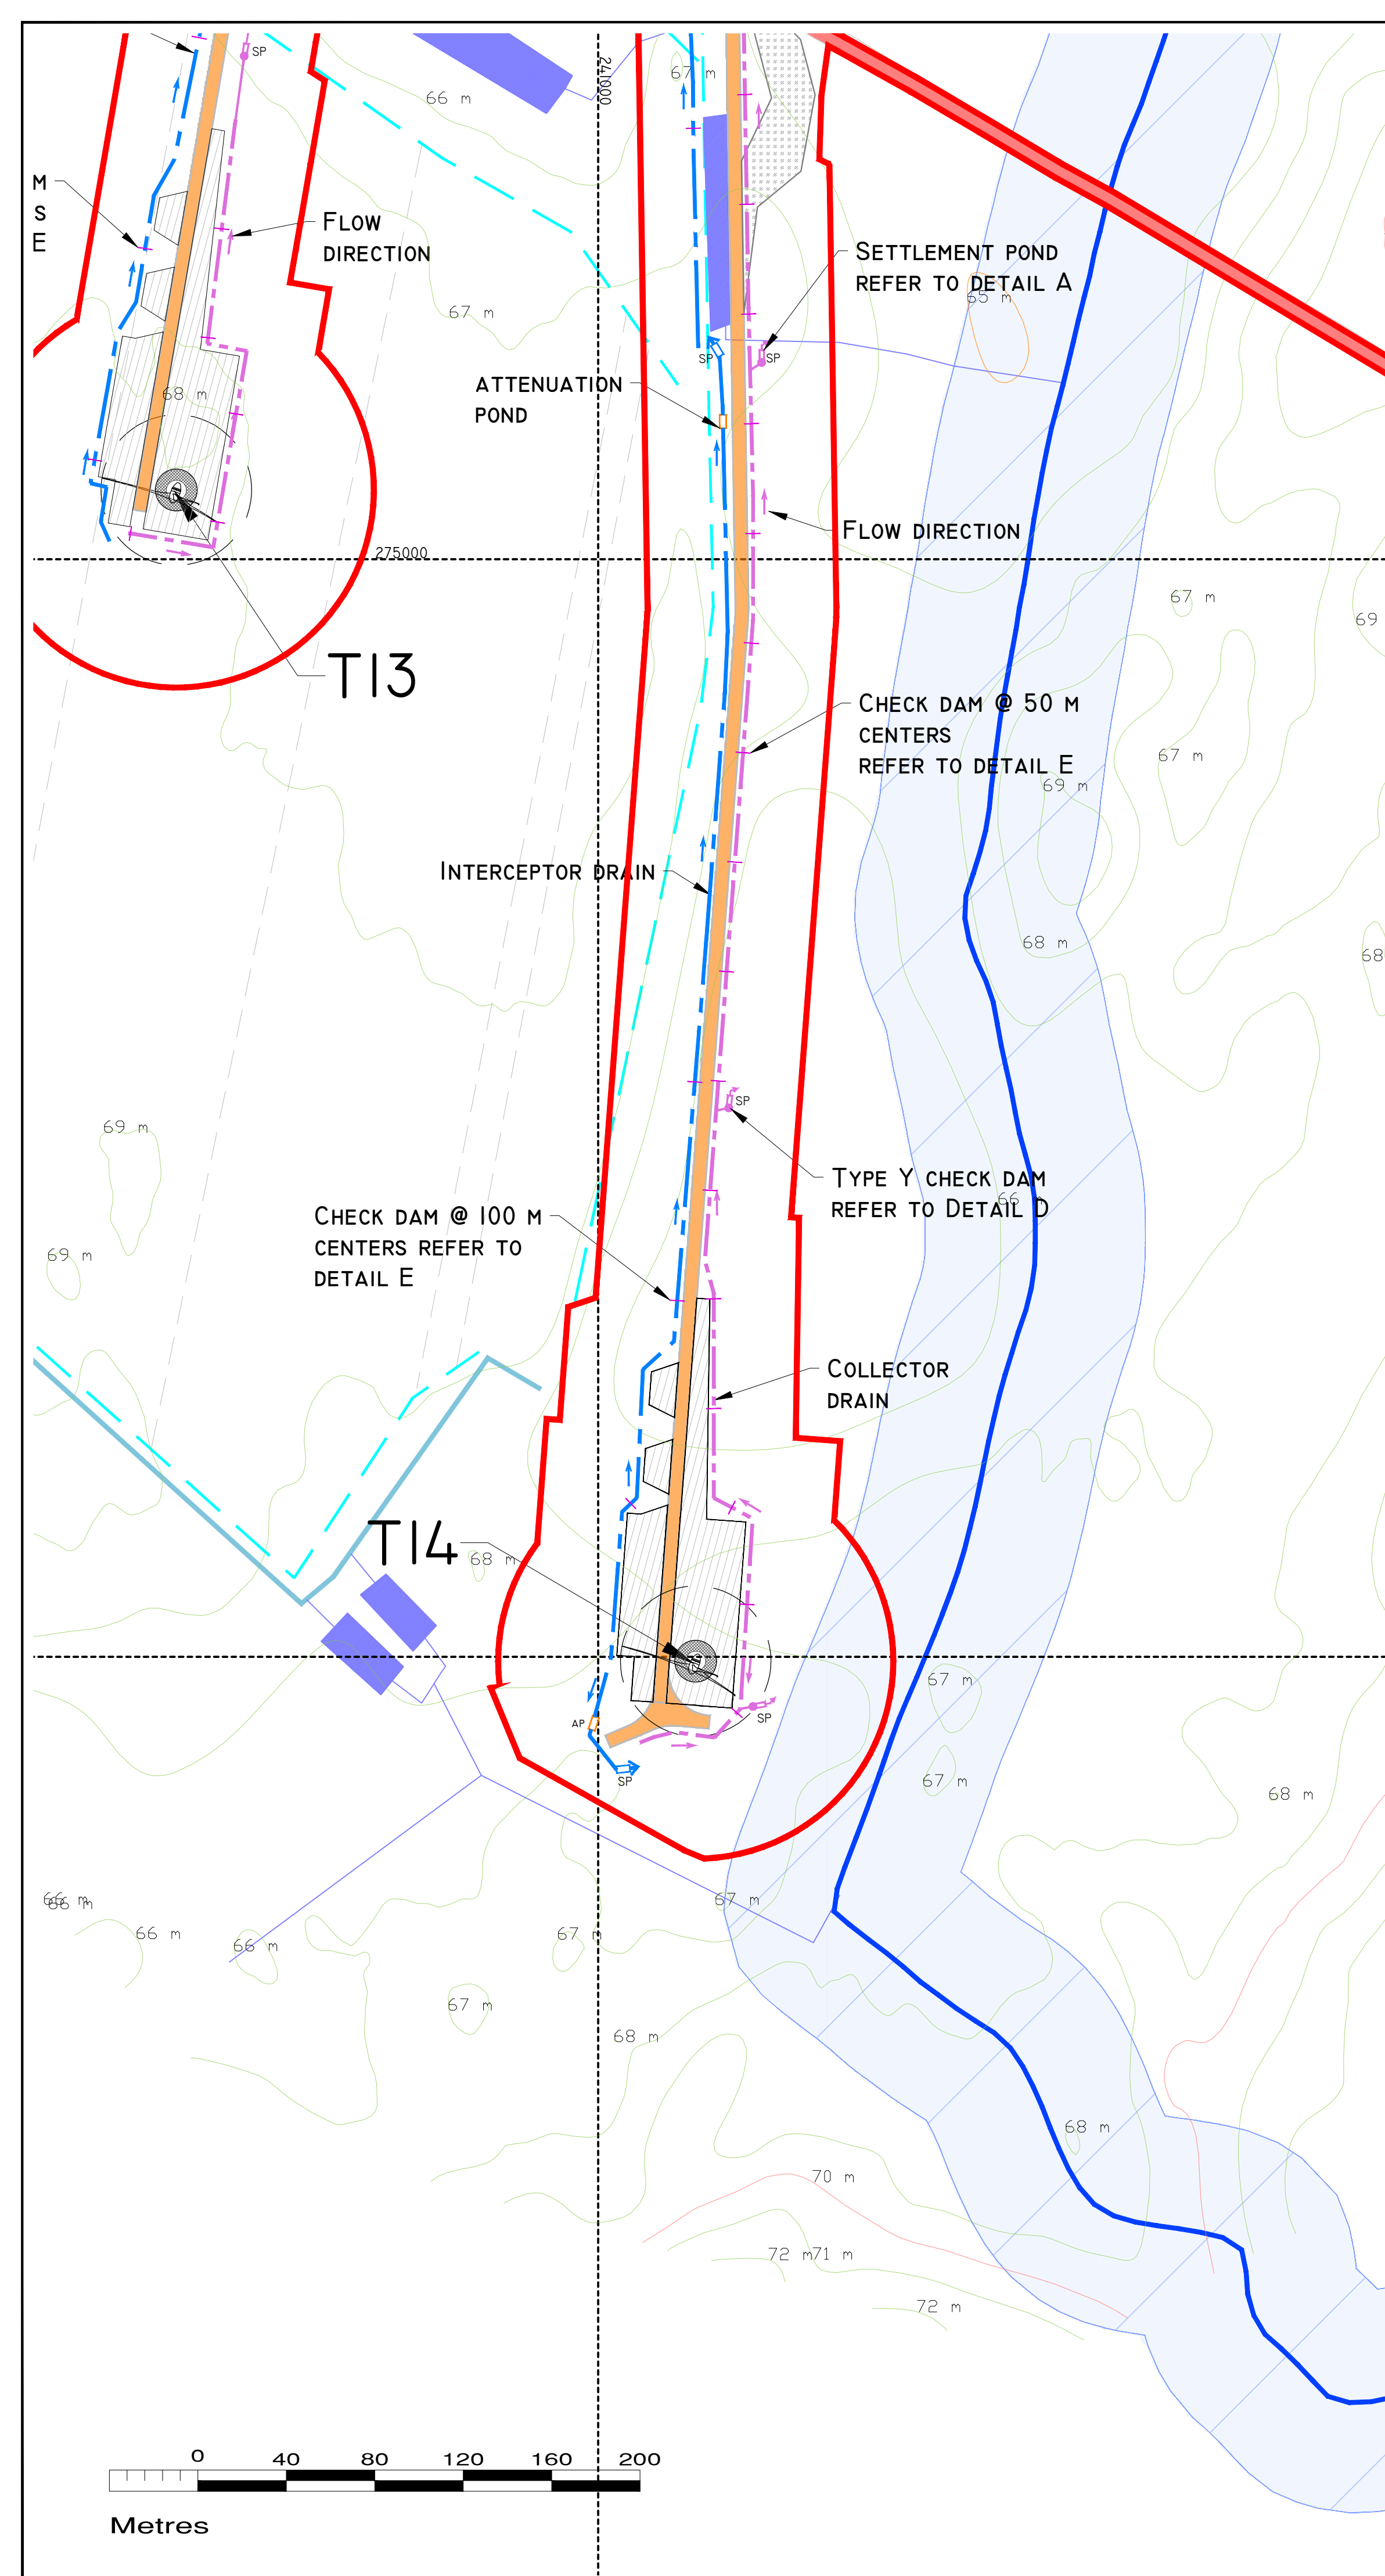 SP
241000
67 m
66 m
M
S
E
FLOW
DIRECTION
SETTLEMENT POND
REFER TO DETAIL A
65 m
67 m
SP
SP
ATTENUATION
POND
68 m
FLOW DIRECTION
275000
67 m
69
T13
CHECK DAM @ 50 M
CENTERS
REFER TO DETAIL E
67 m
69 m
INTERCEPTOR DRAIN
68 m
68
SP
69 m
TYPE Y CHECK DAM
REFER TO DETAIL D
66 m
CHECK DAM @ 100 M
CENTERS REFER TO
DETAIL E
69 m
COLLECTOR
DRAIN
T14
68 m
67 m
AP
SP
SP
67 m
68 m
66 m
66 m
67 m
66 m
67 m
66 m
67 m
68 m
68 m
70 m
72 m
71 m
72 m
0 40 80 120 160 200
Metres